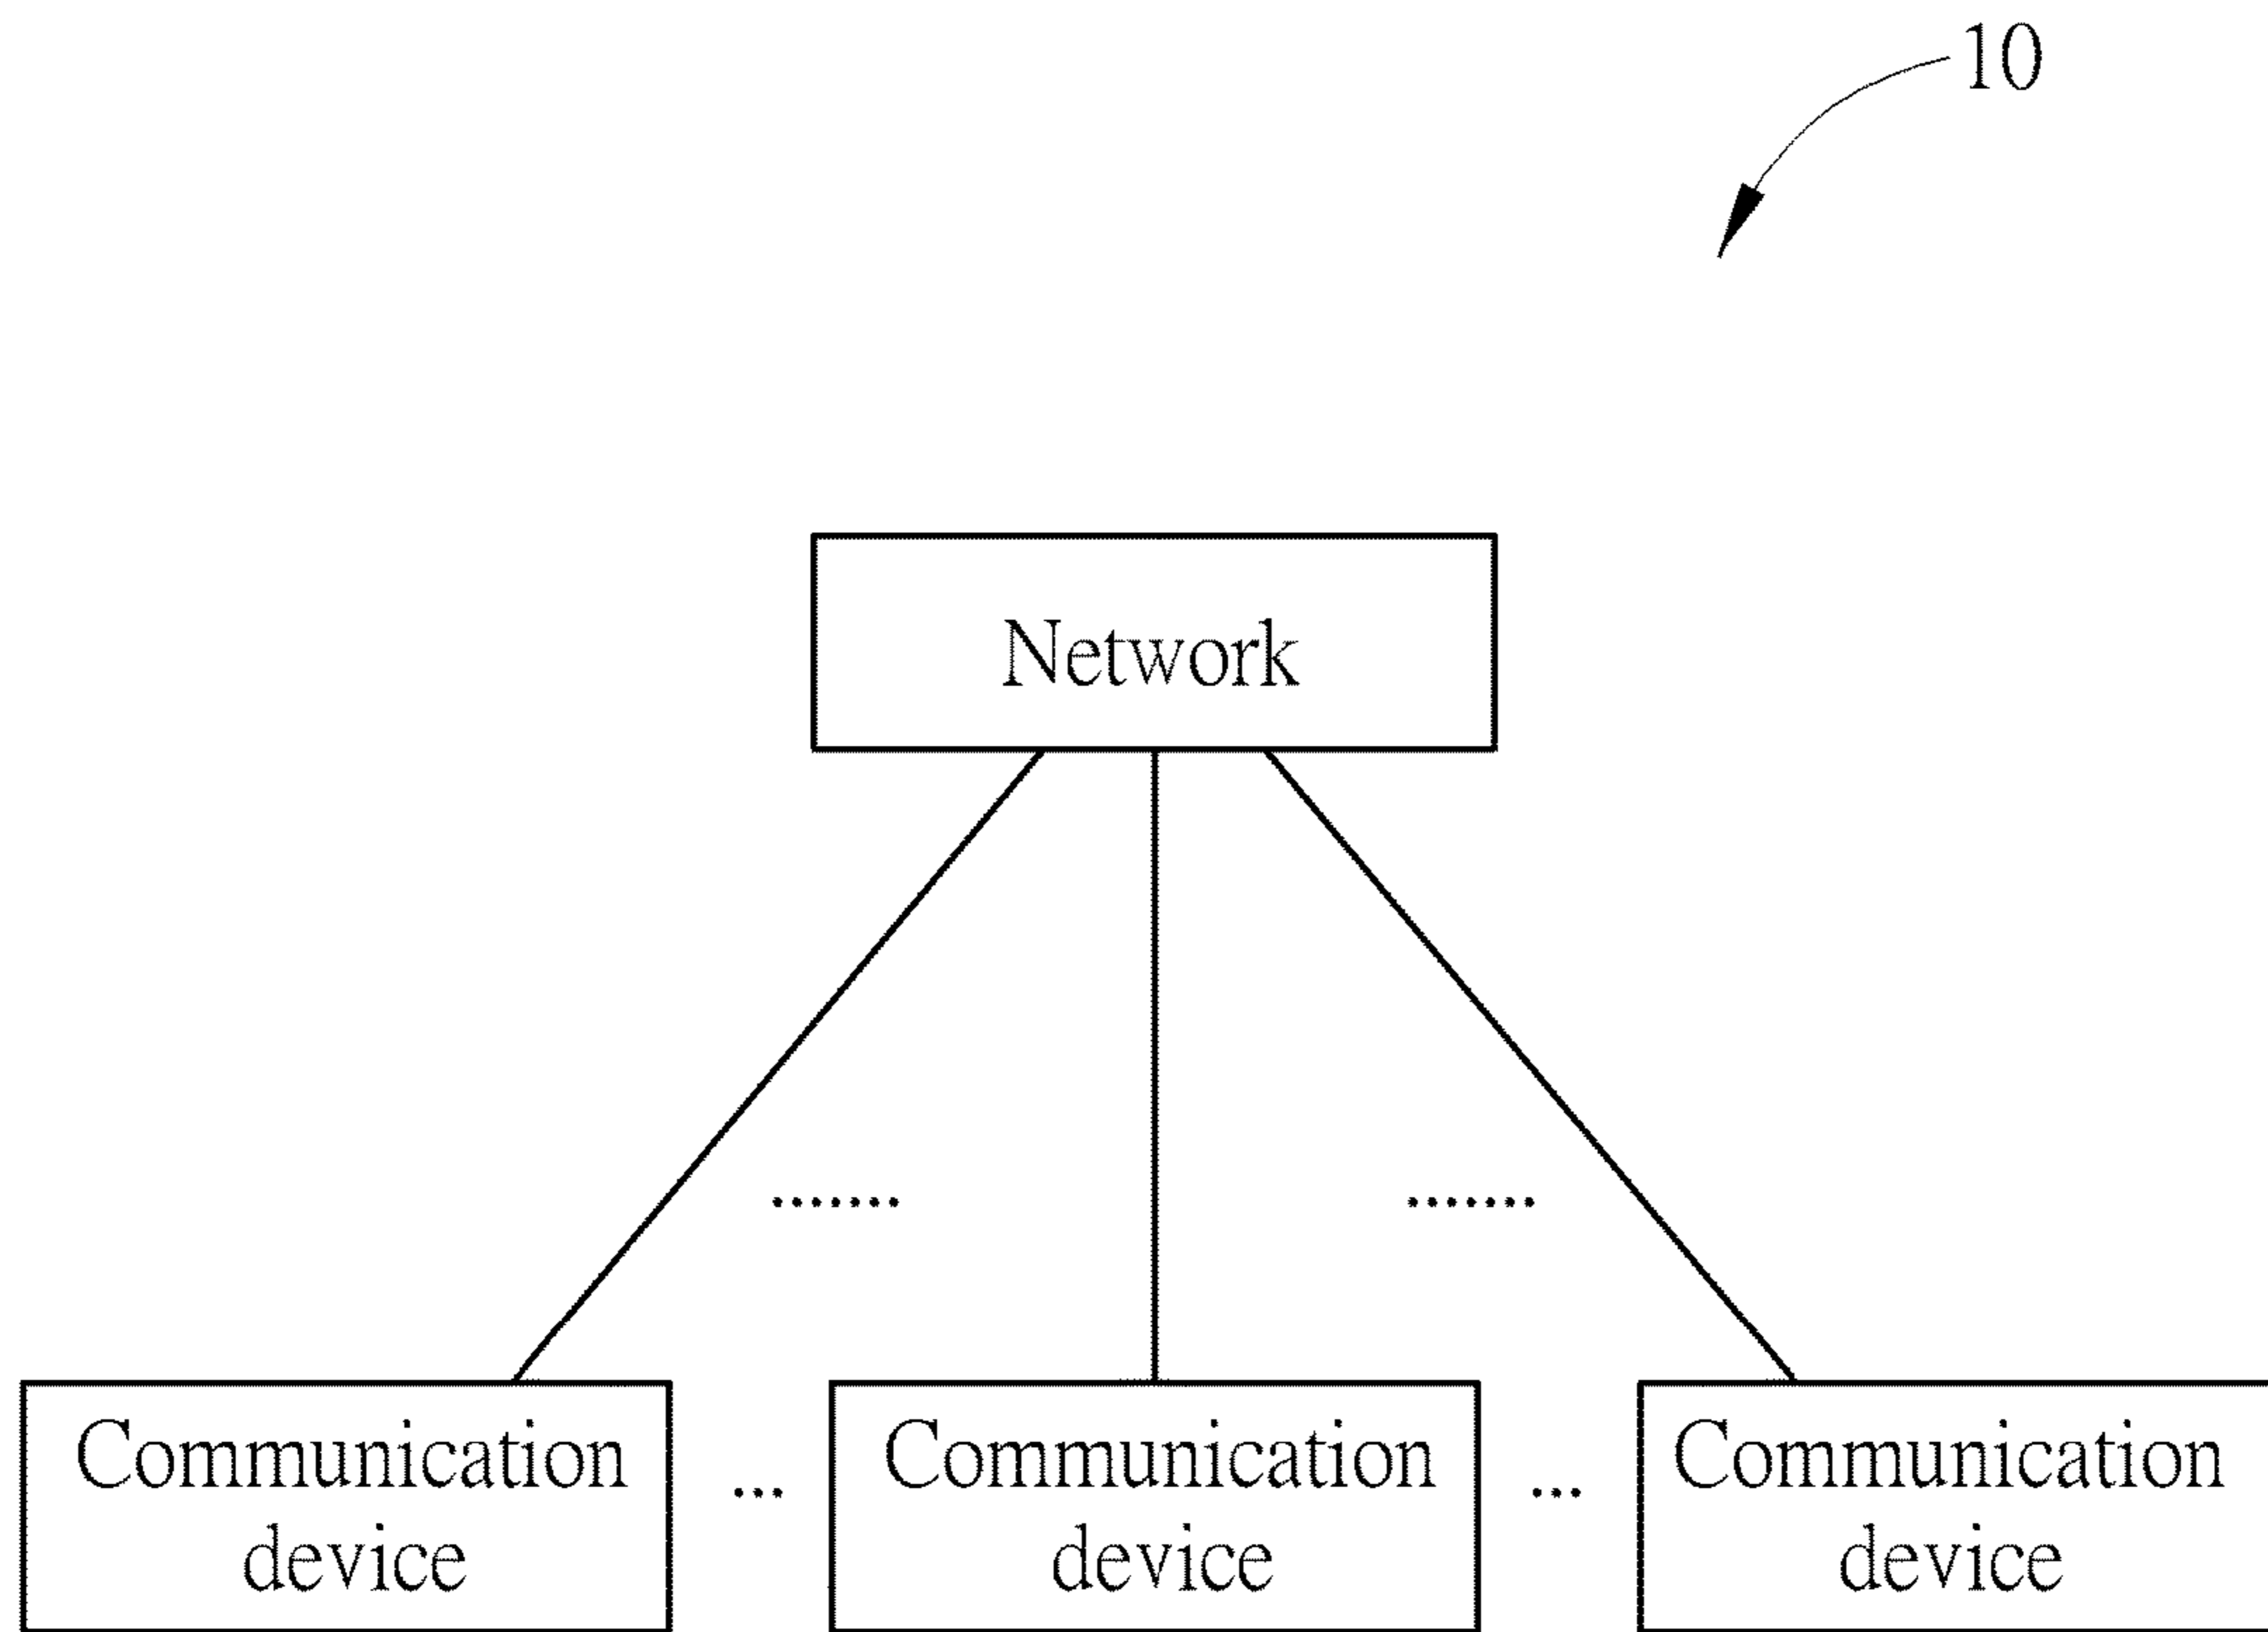 10
Network
.......
.......
Communication
device
...
Communication
device
...
Communication
device